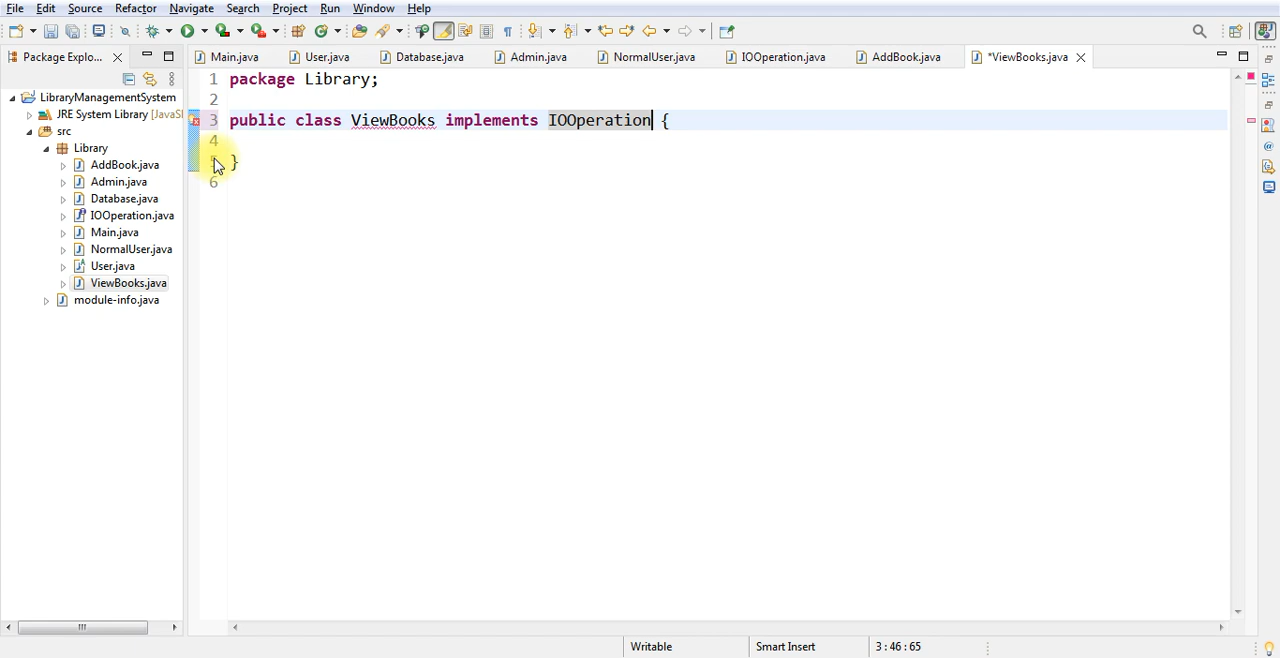 File Edit Source Refactor Navigate Search Project Run Window Help
Package Explo...
Main.java User.java Database.java Admin.java NormalUser.java IOOperation.java AddBook.java *ViewBooks.java
LibraryManagementSystem
JRE System Library [JavaSI
src
Library
AddBook.java
Admin.java
Database.java
IOOperation.java
Main.java
NormalUser.java
User.java
ViewBooks.java
module-info.java
1 package Library;
2
3 public class ViewBooks implements IOOperation {
4
5 }
6
Writable Smart Insert 3 : 46 : 65